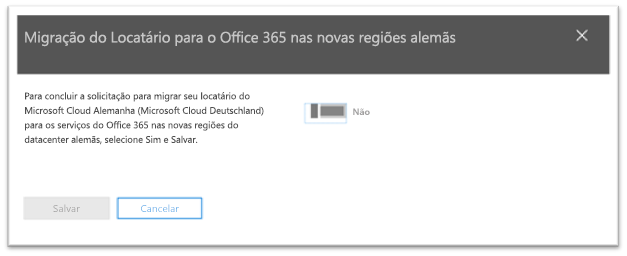 Migração do Locatário para o Office 365 nas novas regiões alemãs
Para concluir a solicitação para migrar seu locatário do
Microsoft Cloud Alemanha (Microsoft Cloud Deutschland)
para os serviços do Office 365 nas novas regiões do
datacenter alemãs, selecione Sim e Salvar.
Não
Salvar
Cancelar